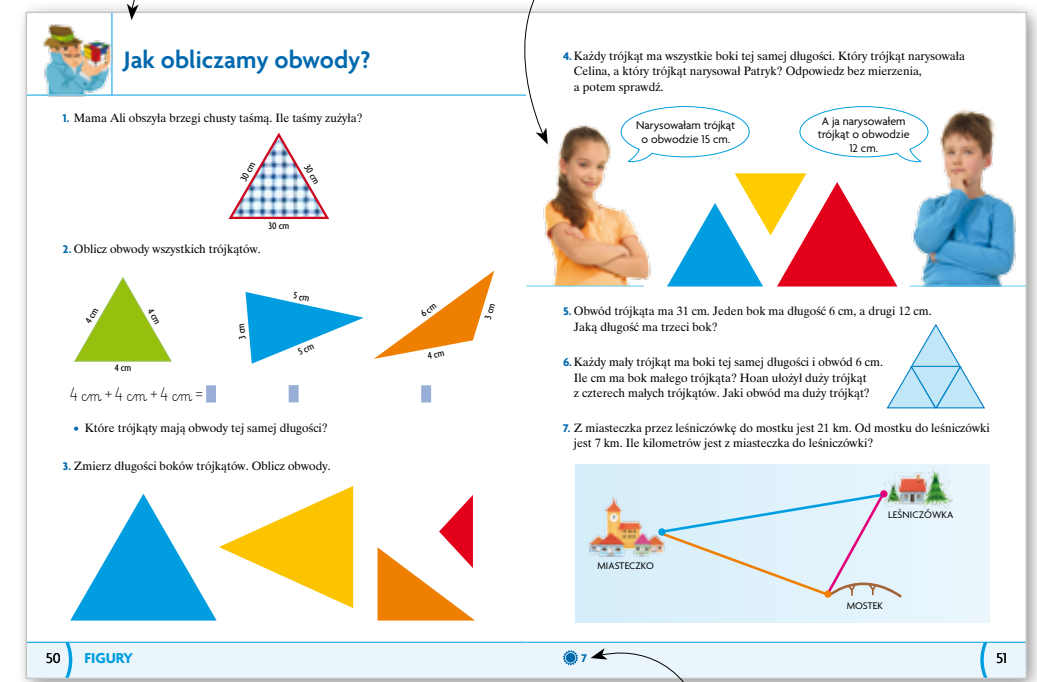 Jak obliczamy obwody?
1. Mama Ali obszyła brzegi chusty taśmą. Ile taśmy zużyła?
30 cm
30 cm
30 cm
2. Oblicz obwody wszystkich trójkątów.
4 cm
4 cm
4 cm
5 cm
3 cm
5 cm
6 cm
3 cm
4 cm
4 cm + 4 cm + 4 cm =
• Które trójkąty mają obwody tej samej długości?
3. Zmierz długości boków trójkątów. Oblicz obwody.
50
FIGURY
4. Każdy trójkąt ma wszystkie boki tej samej długości. Który trójkąt narysowała
Celina, a który trójkąt narysował Patryk? Odpowiedz bez mierzenia,
a potem sprawdź.
Narysowałam trójkąt
o obwodzie 15 cm.
A ja narysowałem
trójkąt o obwodzie
12 cm.
5. Obwód trójkąta ma 31 cm. Jeden bok ma długość 6 cm, a drugi 12 cm.
Jaką długość ma trzeci bok?
6. Każdy mały trójkąt ma boki tej samej długości i obwód 6 cm.
Ile cm ma bok małego trójkąta? Hoan ułożył duży trójkąt
z czterech małych trójkątów. Jaki obwód ma duży trójkąt?
7. Z miasteczka przez leśniczówkę do mostku jest 21 km. Od mostku do leśniczówki
jest 7 km. Ile kilometrów jest z miasteczka do leśniczówki?
LEŚNICZÓWKA
MIASTECZKO
MOSTEK
7
51